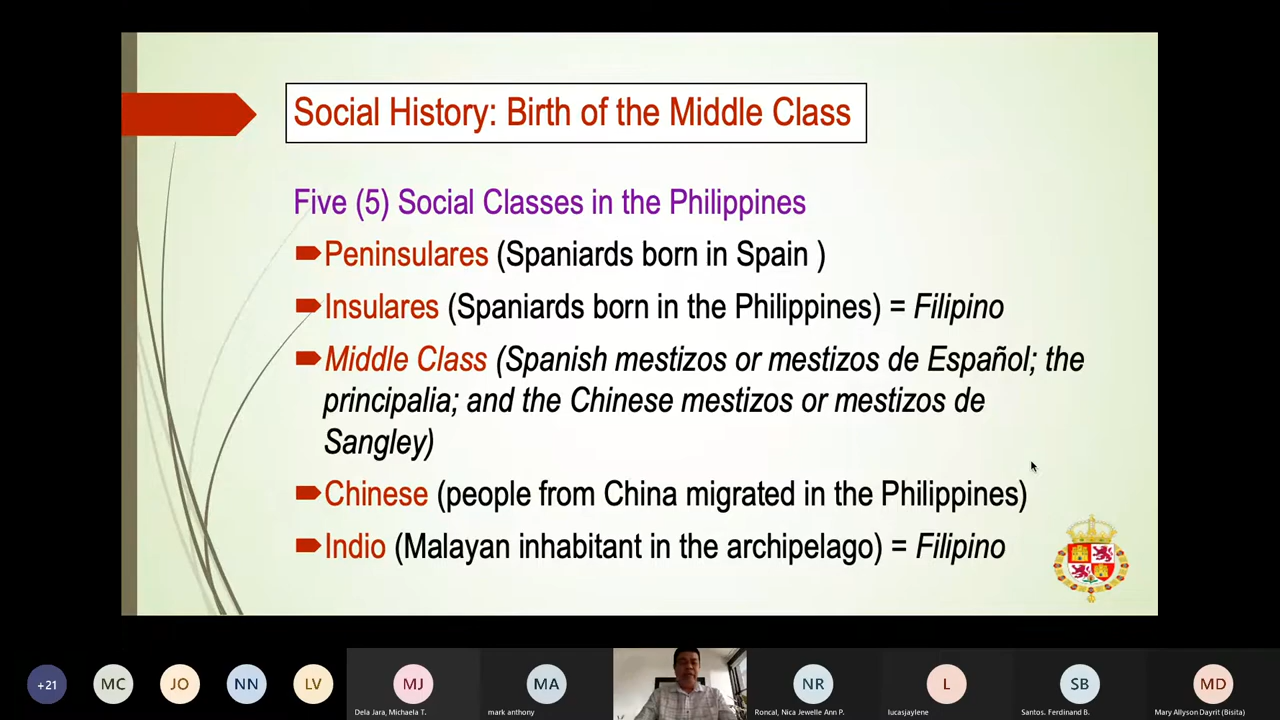 Social History: Birth of the Middle Class
Five (5) Social Classes in the Philippines
Peninsulares (Spaniards born in Spain )
Insulares (Spaniards born in the Philippines) = Filipino
Middle Class (Spanish mestizos or mestizos de Español; the
principalia; and the Chinese mestizos or mestizos de
Sangley)
Chinese (people from China migrated in the Philippines)
Indio (Malayan inhabitant in the archipelago) = Filipino
+21 MC JO NN LV MJ MA NR L SB MD
Dela Jara, Michaela T. mark anthony Roncal, Nica Jewelle Ann P. lucasjaylene Santos. Ferdinand B. Mary Allyson Dayrit (Bisita)